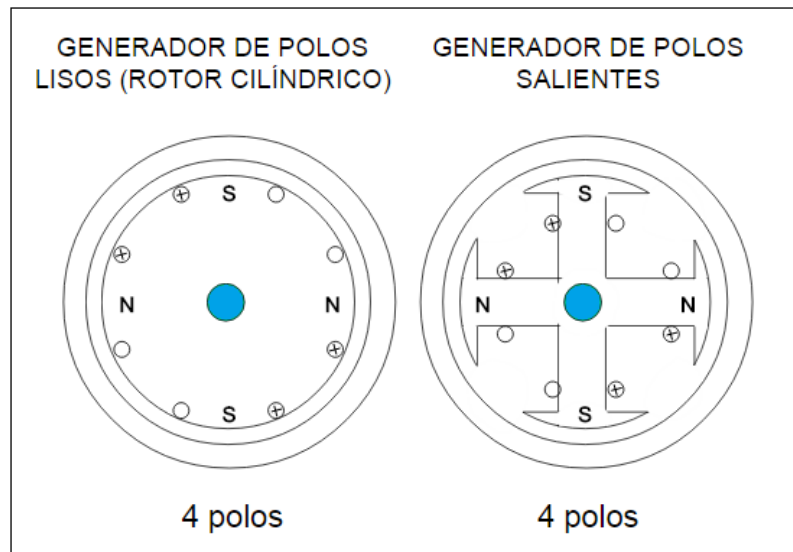 GENERADOR DE POLOS
LISOS (ROTOR CILÍNDRICO)
GENERADOR DE POLOS
SALIENTES
S
N
N
S
S
N
N
S
4 polos
4 polos